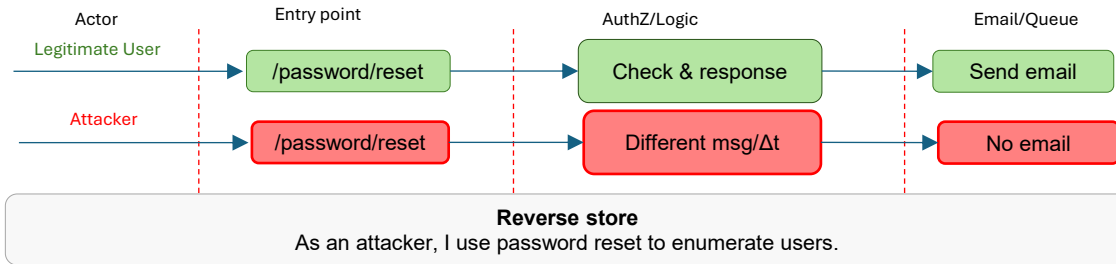 Actor
Entry point
AuthZ/Logic
Email/Queue
Legitimate User
/password/reset
Check & response
Send email
Attacker
/password/reset
Different msg/Δt
No email
Reverse store
As an attacker, I use password reset to enumerate users.